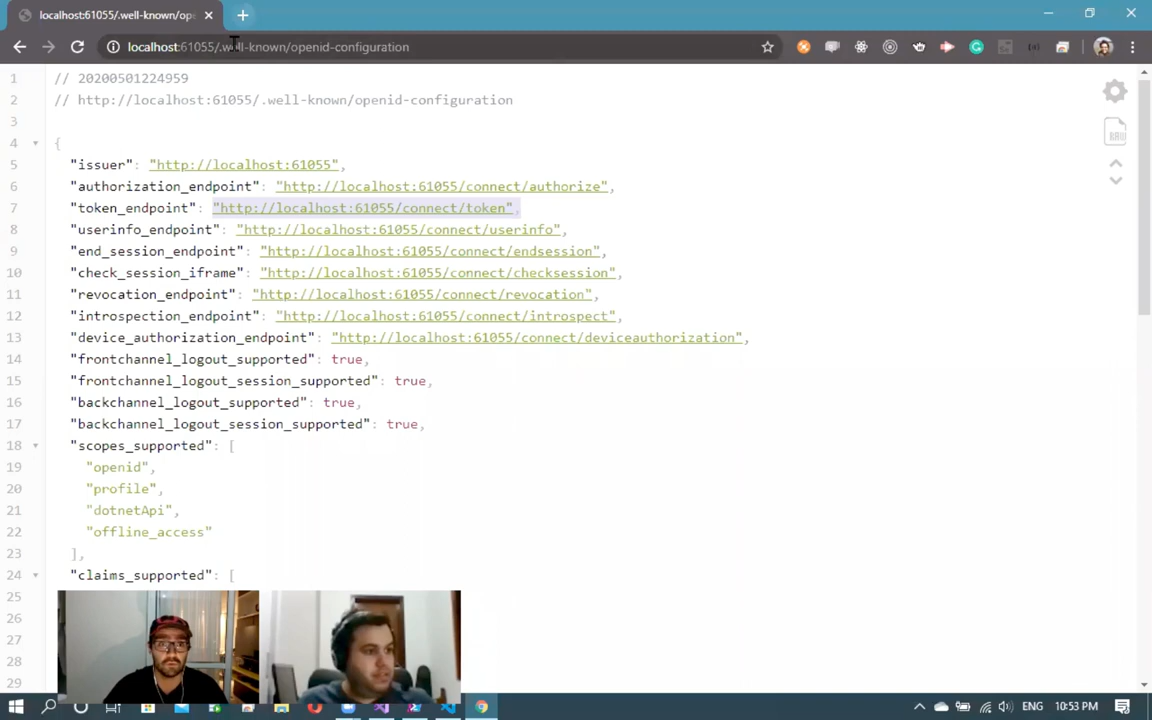 localhost:61055/.well-known/ope
localhost:61055/.well-known/openid-configuration
1 // 20200501224959
2 // http://localhost:61055/.well-known/openid-configuration
3
4 {
5 "issuer": "http://localhost:61055",
6 "authorization_endpoint": "http://localhost:61055/connect/authorize",
7 "token_endpoint": "http://localhost:61055/connect/token",
8 "userinfo_endpoint": "http://localhost:61055/connect/userinfo",
9 "end_session_endpoint": "http://localhost:61055/connect/endsession",
10 "check_session_iframe": "http://localhost:61055/connect/checksession",
11 "revocation_endpoint": "http://localhost:61055/connect/revocation",
12 "introspection_endpoint": "http://localhost:61055/connect/introspect",
13 "device_authorization_endpoint": "http://localhost:61055/connect/deviceauthorization",
14 "frontchannel_logout_supported": true,
15 "frontchannel_logout_session_supported": true,
16 "backchannel_logout_supported": true,
17 "backchannel_logout_session_supported": true,
18 "scopes_supported": [
19 "openid",
20 "profile",
21 "dotnetApi",
22 "offline_access"
23 ],
24 "claims_supported": [
25
26
27
28
29
RAW
ENG 10:53 PM